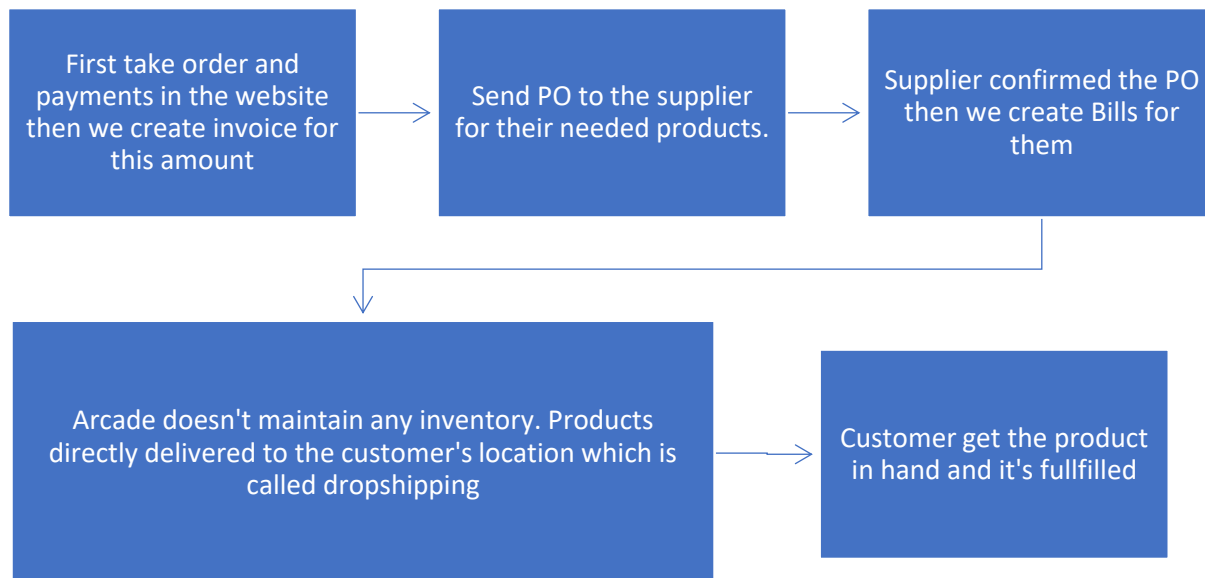 First take order and
payments in the website
then we create invoice for
this amount
Send PO to the supplier
for their needed products.
Supplier confirmed the PO
then we create Bills for
them
Arcade doesn't maintain any inventory. Products
directly delivered to the customer's location which is
called dropshipping
Customer get the product
in hand and it's fullfilled